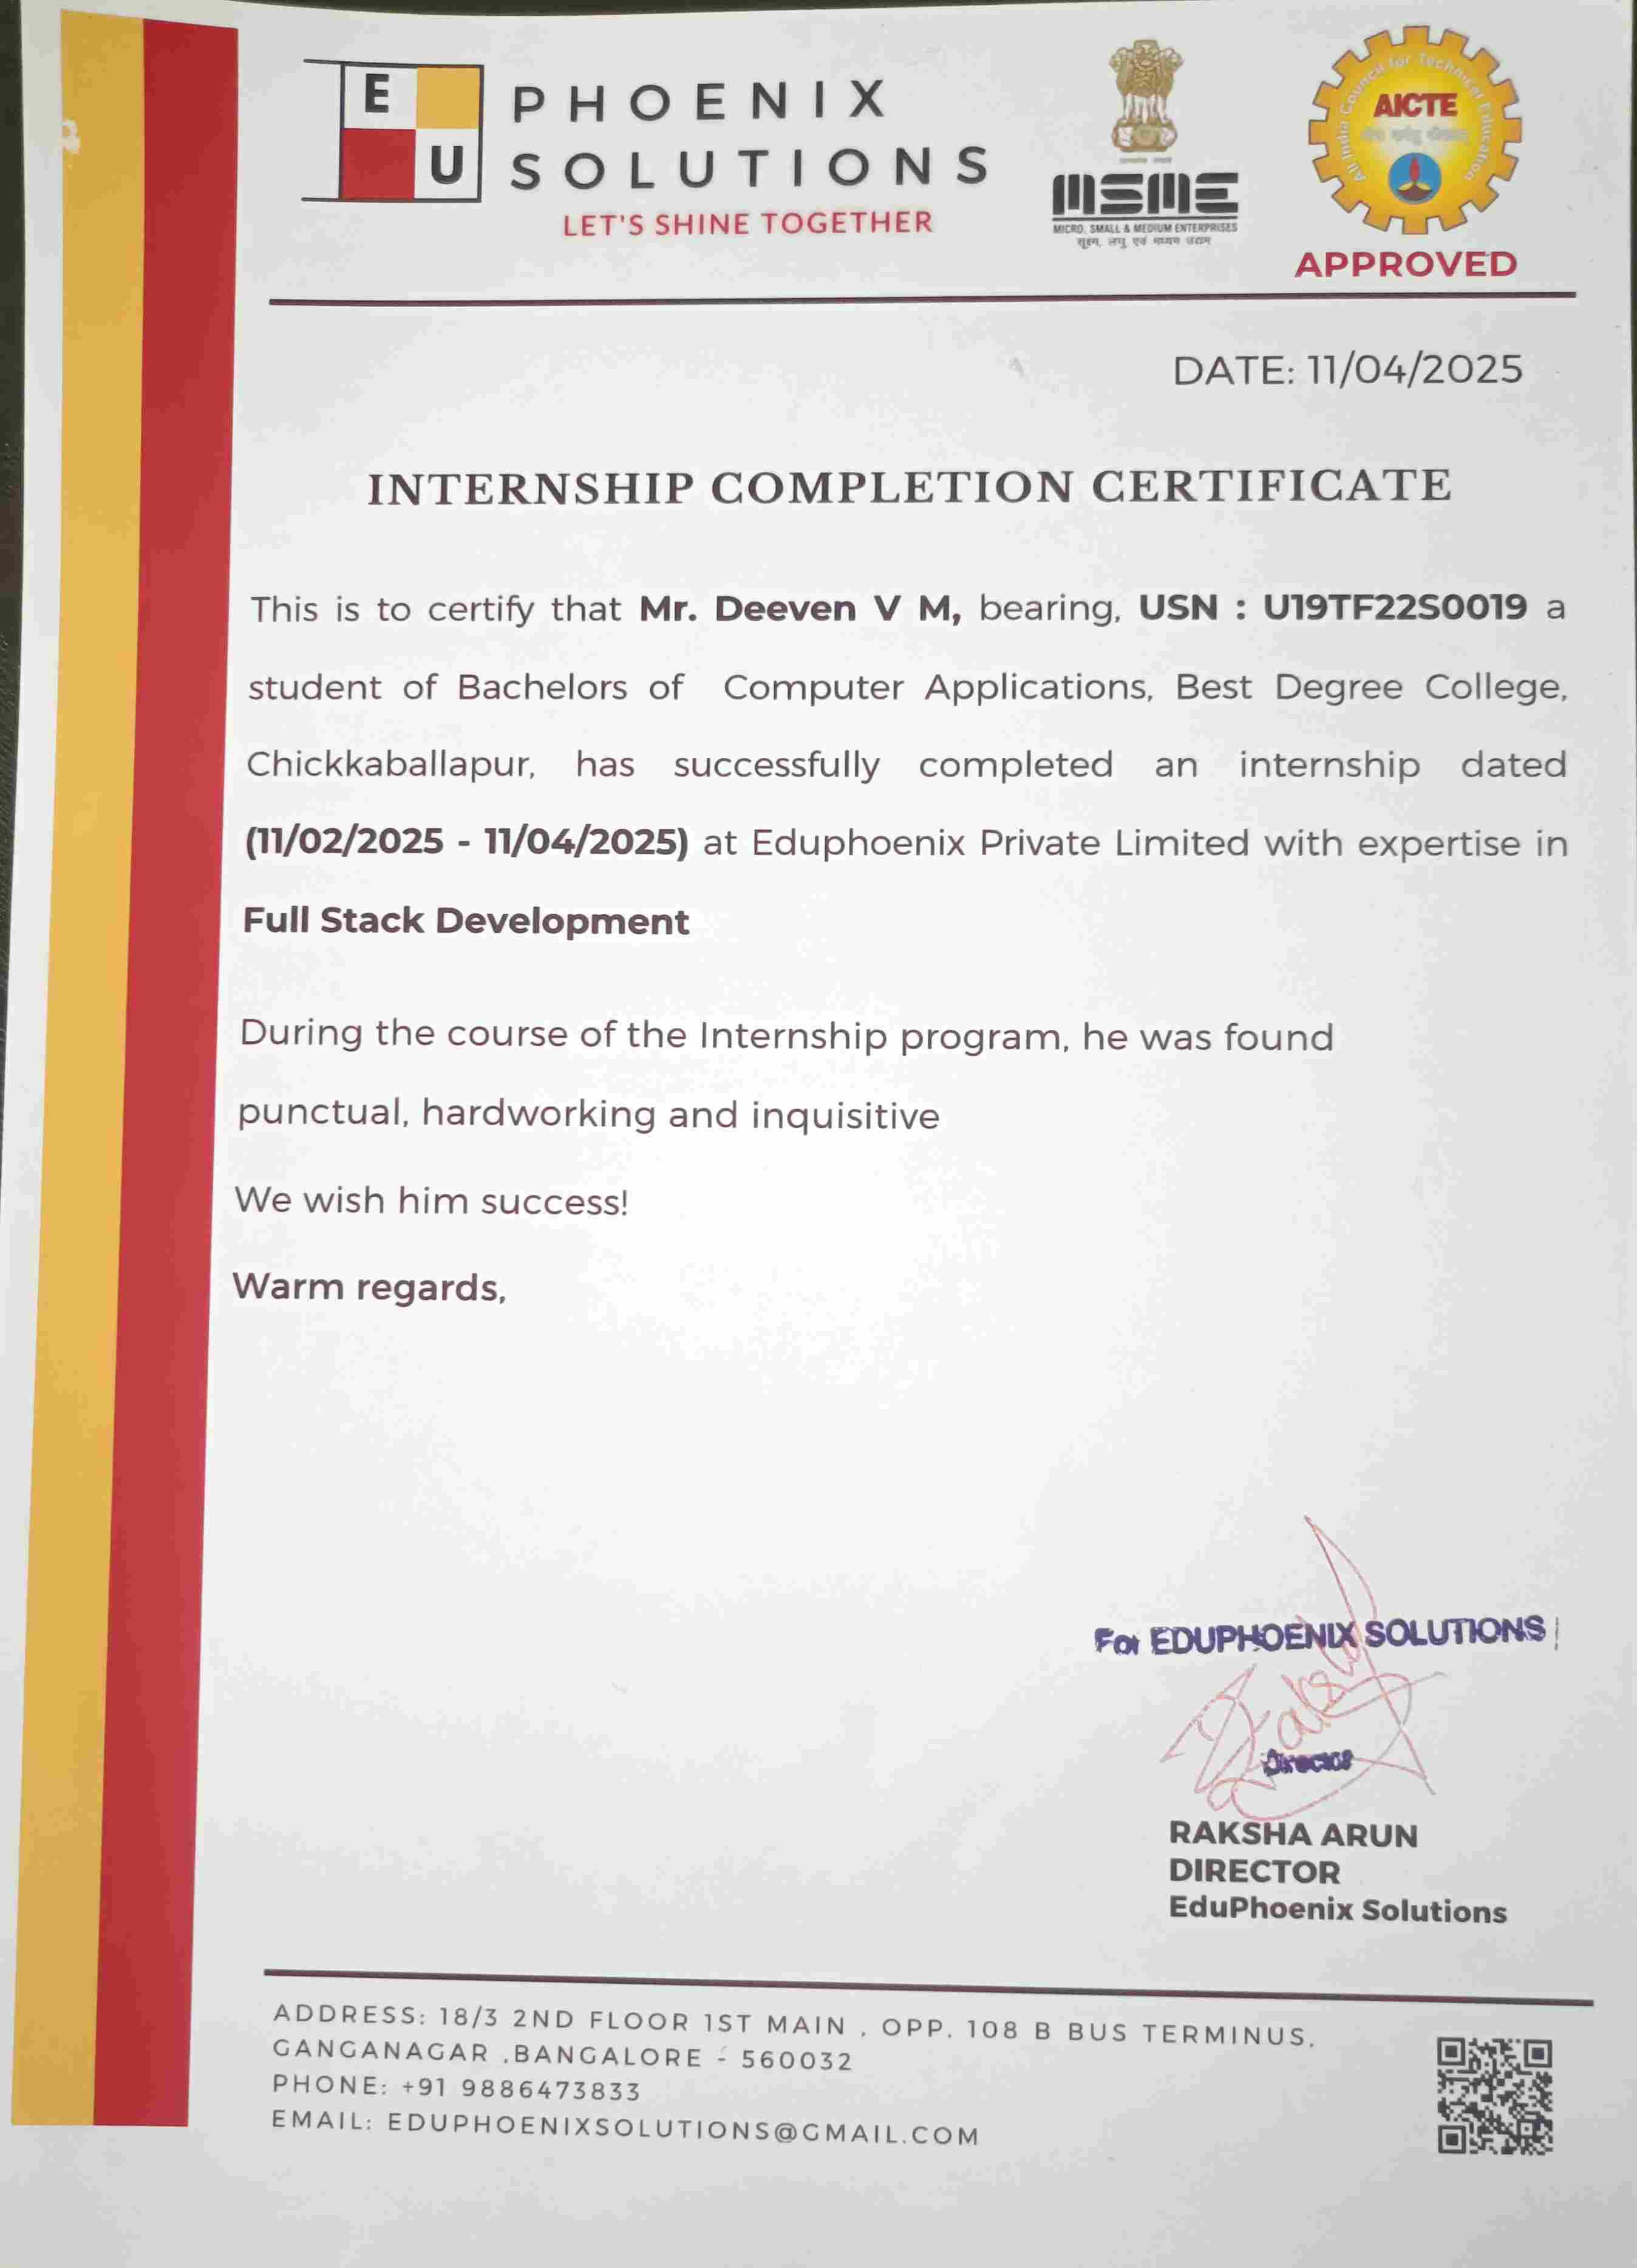 E
U
PHOENIX
SOLUTIONS
LET'S SHINE TOGETHER
MSME
MICRO, SMALL & MEDIUM ENTERPRISES
सूक्ष्म, लघु एवं मध्यम उद्यम
All India Council for Technical Education
AICTE
APPROVED
DATE: 11/04/2025
INTERNSHIP COMPLETION CERTIFICATE
This is to certify that Mr. Deeven V M, bearing, USN : U19TF22S0019 a
student of Bachelors of Computer Applications, Best Degree College,
Chickkaballapur, has successfully completed an internship dated
(11/02/2025 - 11/04/2025) at Eduphoenix Private Limited with expertise in
Full Stack Development
During the course of the Internship program, he was found
punctual, hardworking and inquisitive
We wish him success!
Warm regards,
For EDUPHOENIX SOLUTIONS
Raksha
Director
RAKSHA ARUN
DIRECTOR
EduPhoenix Solutions
ADDRESS: 18/3 2ND FLOOR 1ST MAIN , OPP. 108 B BUS TERMINUS,
GANGANAGAR ,BANGALORE - 560032
PHONE: +91 9886473833
EMAIL: EDUPHOENIXSOLUTIONS@GMAIL.COM